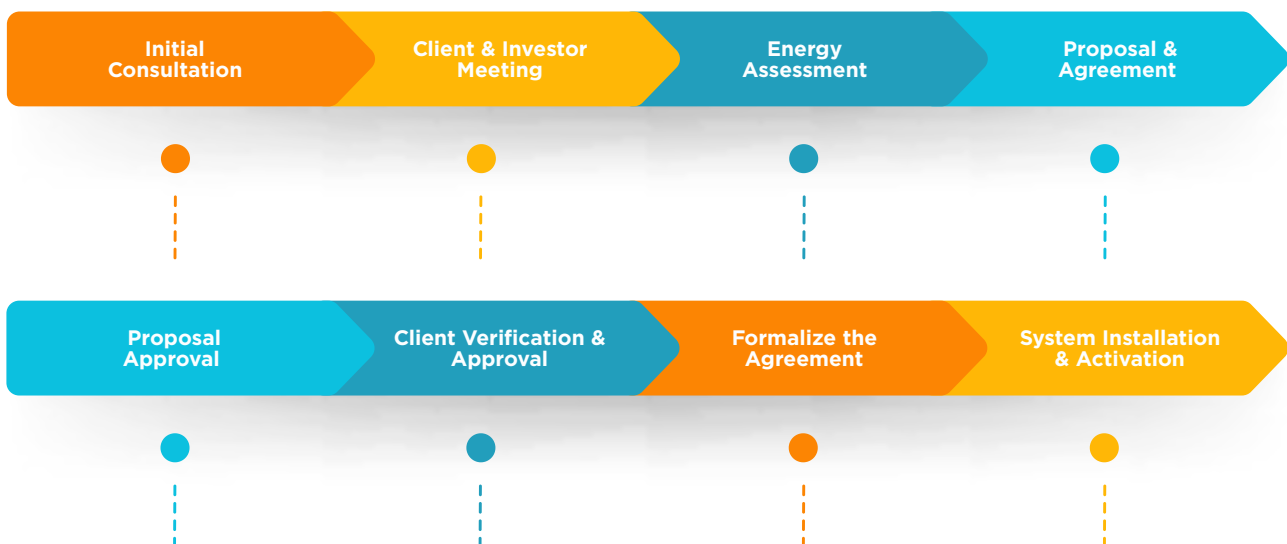 Initial
Consultation
Client & Investor
Meeting
Energy
Assessment
Proposal &
Agreement
Proposal
Approval
Client Verification &
Approval
Formalize the
Agreement
System Installation
& Activation